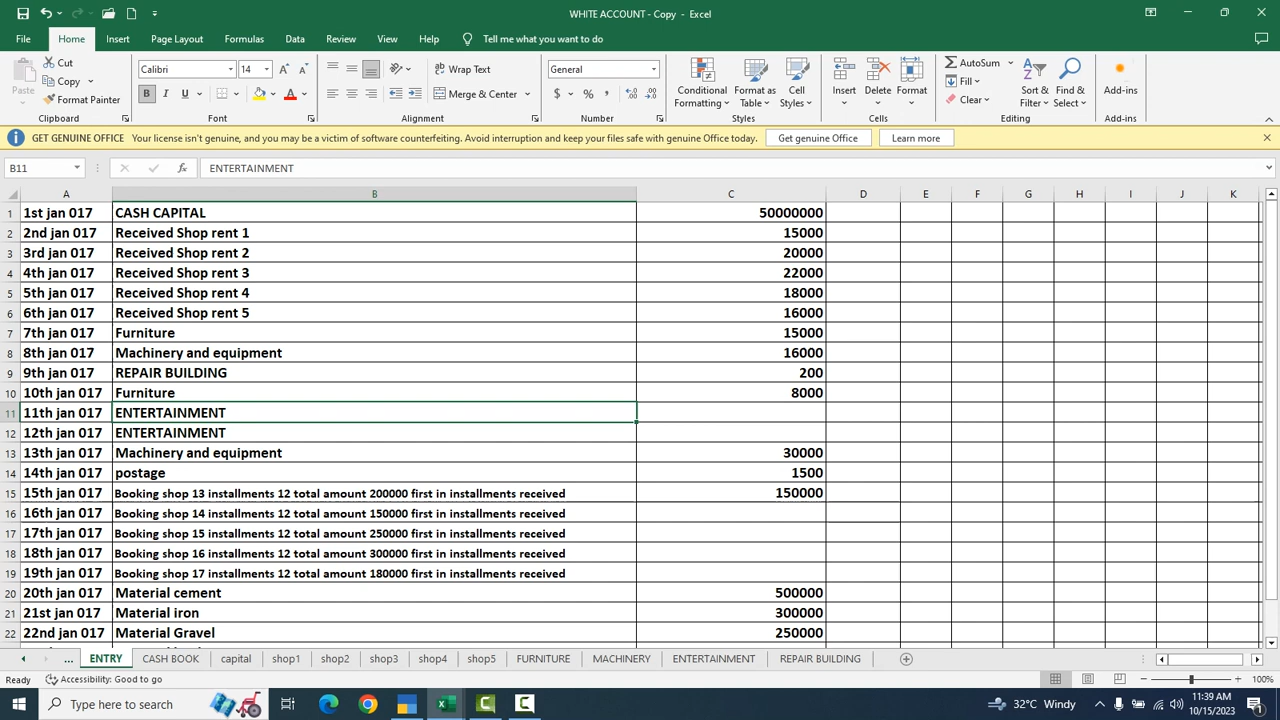 WHITE ACCOUNT - Copy - Excel
File Home Insert Page Layout Formulas Data Review View Help Tell me what you want to do
Cut
Copy
Format Painter
Paste
Clipboard
Calibri 14
B I U
Font
Wrap Text
Merge & Center
Alignment
General
$ % ,
Number
Conditional Formatting
Format as Table
Cell Styles
Styles
Insert Delete Format
Cells
AutoSum
Fill
Clear
Sort & Filter
Find & Select
Editing
Add-ins
Add-ins
GET GENUINE OFFICE Your license isn't genuine, and you may be a victim of software counterfeiting. Avoid interruption and keep your files safe with genuine Office today. Get genuine Office Learn more
B11 fx ENTERTAINMENT
A B C D E F G H I J K
1 1st jan 017 CASH CAPITAL 50000000
2 2nd jan 017 Received Shop rent 1 15000
3 3rd jan 017 Received Shop rent 2 20000
4 4th jan 017 Received Shop rent 3 22000
5 5th jan 017 Received Shop rent 4 18000
6 6th jan 017 Received Shop rent 5 16000
7 7th jan 017 Furniture 15000
8 8th jan 017 Machinery and equipment 16000
9 9th jan 017 REPAIR BUILDING 200
10 10th jan 017 Furniture 8000
11 11th jan 017 ENTERTAINMENT
12 12th jan 017 ENTERTAINMENT
13 13th jan 017 Machinery and equipment 30000
14 14th jan 017 postage 1500
15 15th jan 017 Booking shop 13 installments 12 total amount 200000 first in installments received 150000
16 16th jan 017 Booking shop 14 installments 12 total amount 150000 first in installments received
17 17th jan 017 Booking shop 15 installments 12 total amount 250000 first in installments received
18 18th jan 017 Booking shop 16 installments 12 total amount 300000 first in installments received
19 19th jan 017 Booking shop 17 installments 12 total amount 180000 first in installments received
20 20th jan 017 Material cement 500000
21 21st jan 017 Material iron 300000
22 22nd jan 017 Material Gravel 250000
... ENTRY CASH BOOK capital shop1 shop2 shop3 shop4 shop5 FURNITURE MACHINERY ENTERTAINMENT REPAIR BUILDING
Ready Accessibility: Good to go 100%
Type here to search 32°C Windy 11:39 AM
10/15/2023